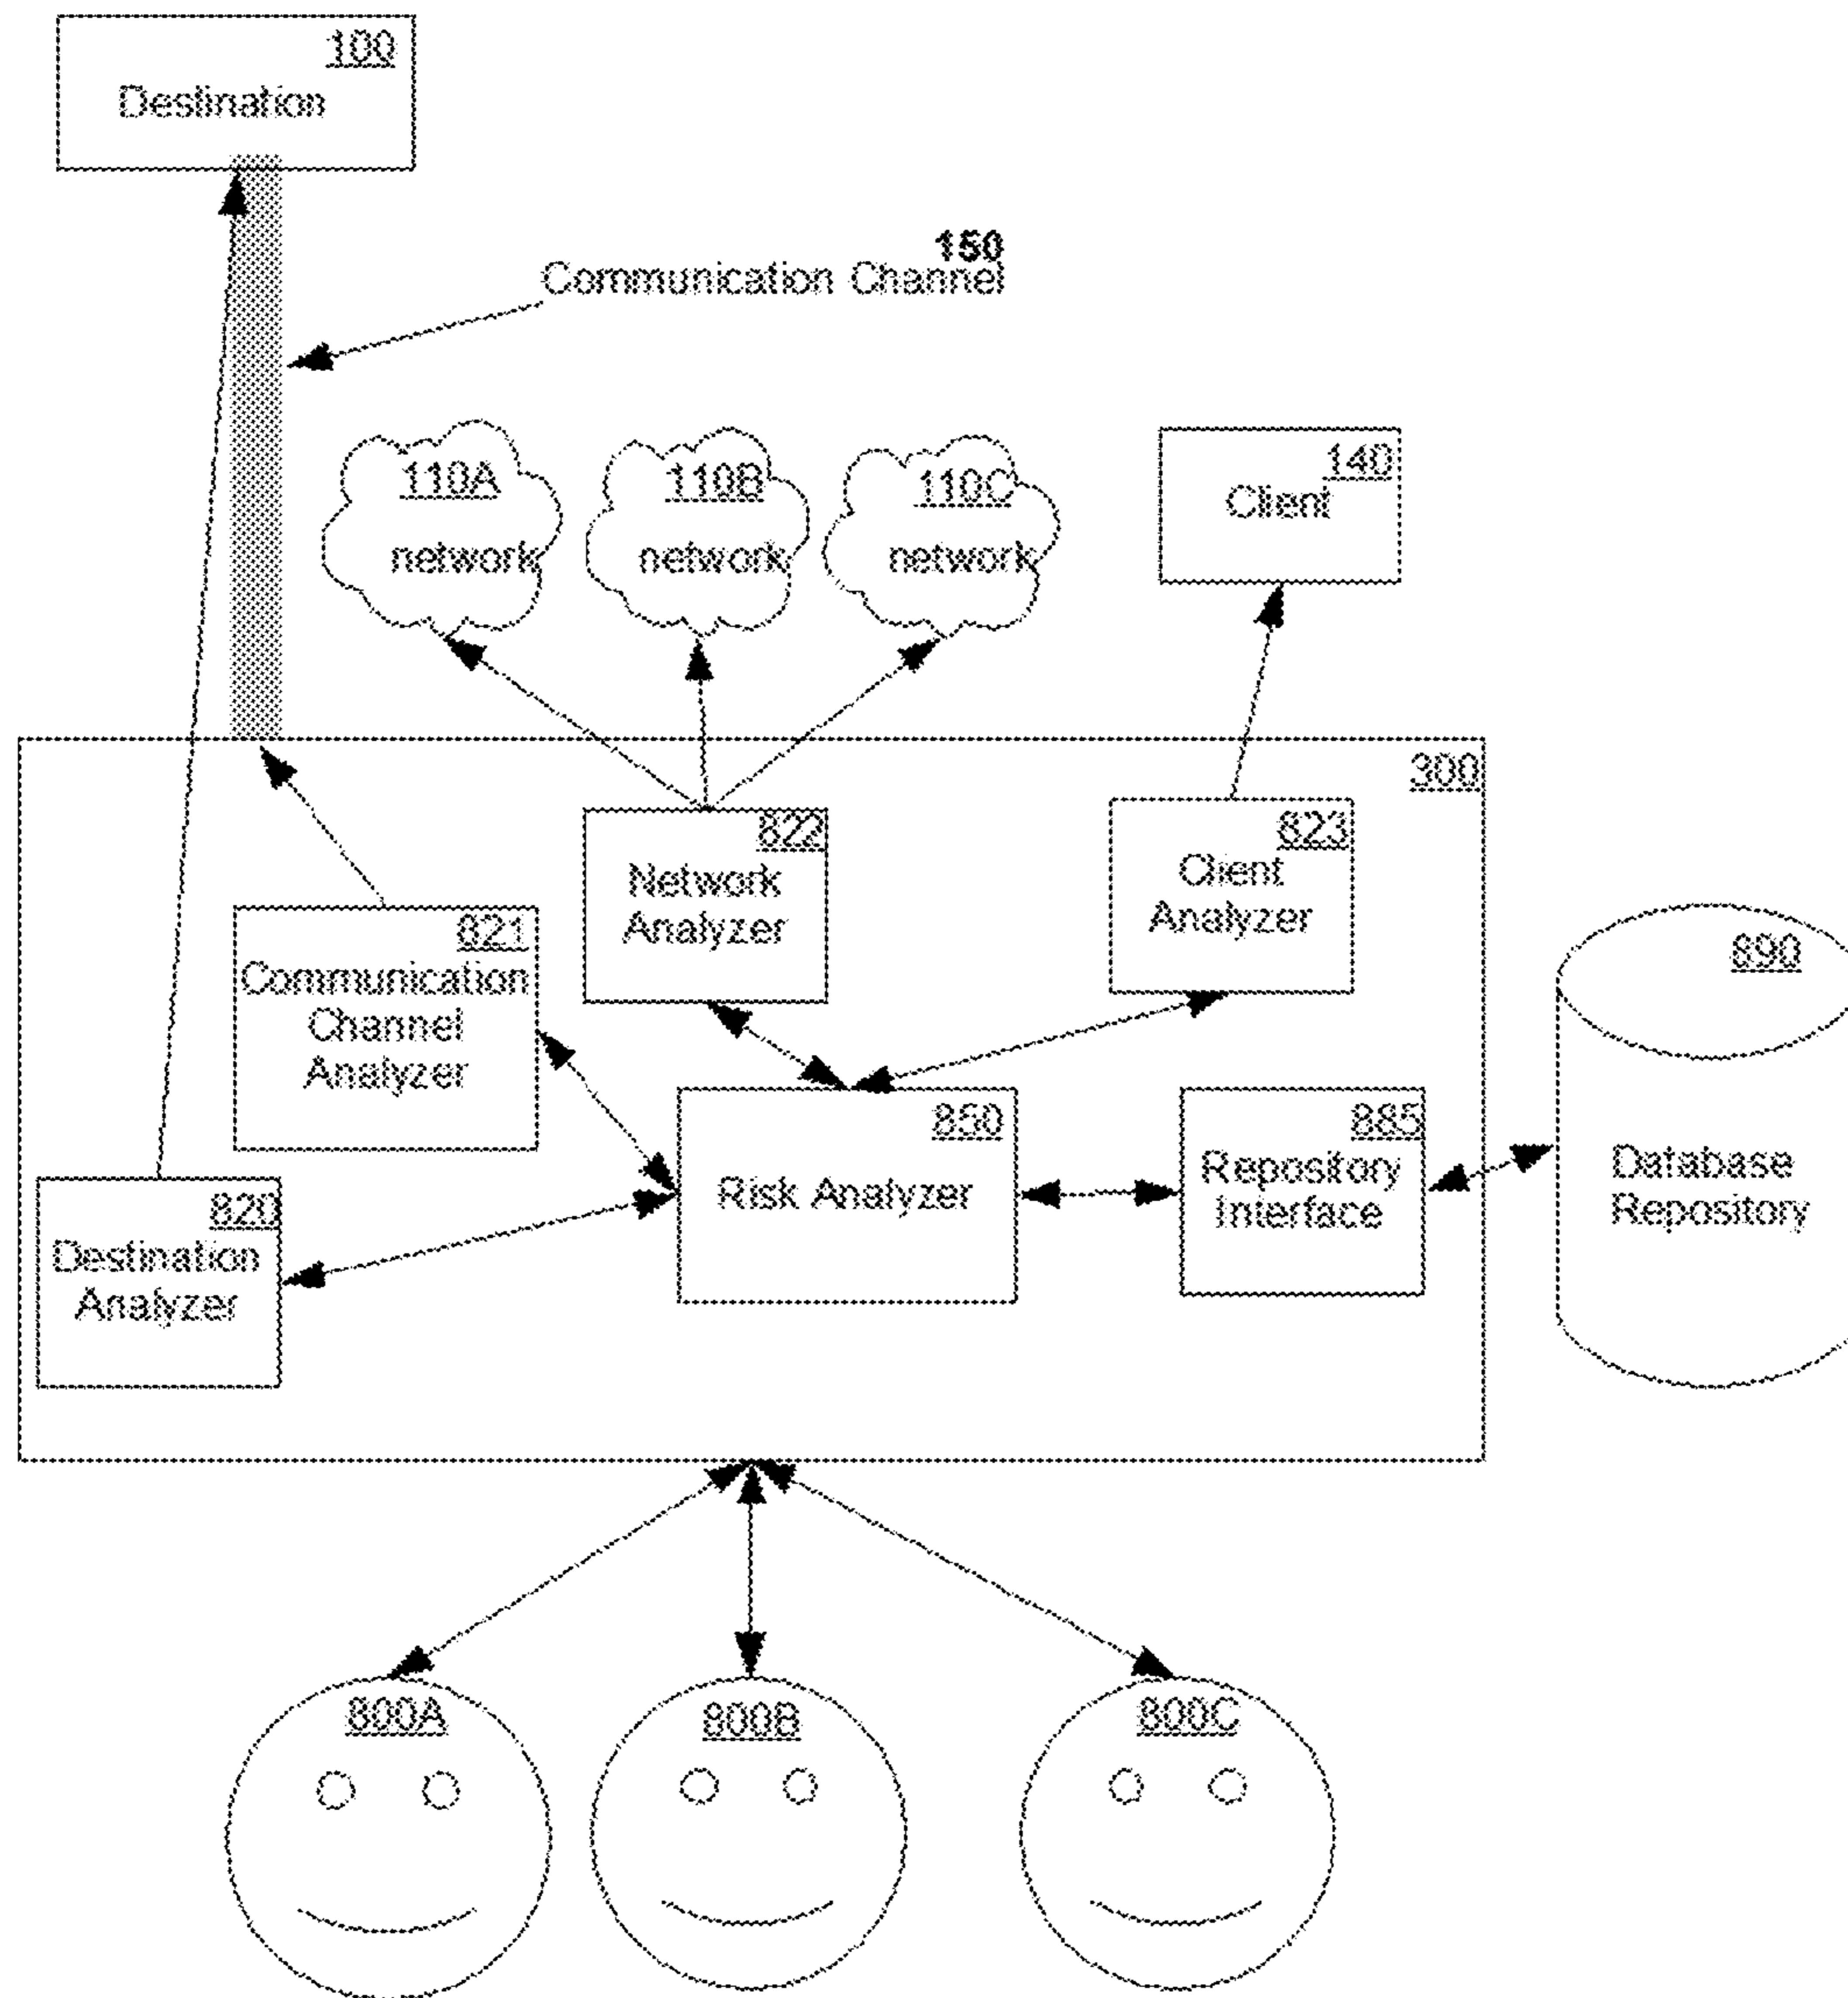 100
Destination
150
Communication Channel
110A
network
110B
network
110C
network
140
Client
300
822
Network
Analyzer
823
Client
Analyzer
821
Communication
Channel
Analyzer
890
Database
Repository
850
Risk Analyzer
885
Repository
Interface
820
Destination
Analyzer
800A
800B
800C